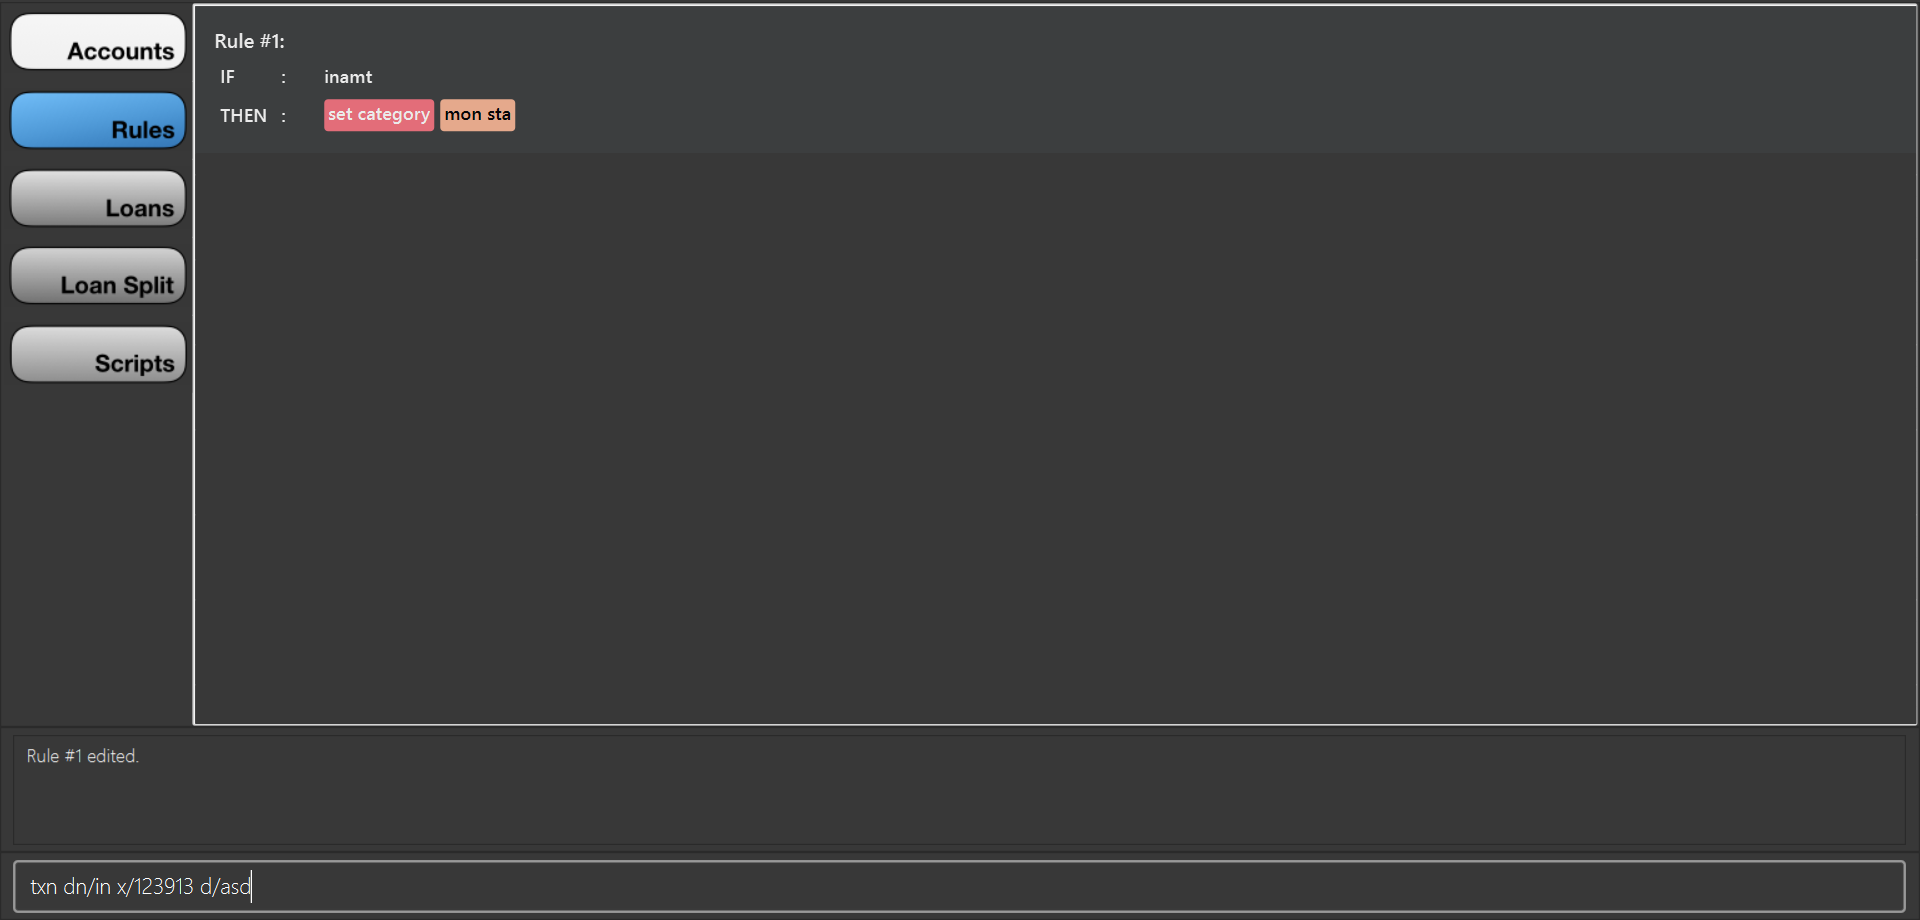 Accounts
Rules
Loans
Loan Split
Scripts
Rule #1:
IF : inamt
THEN : set category mon sta
Rule #1 edited.
txn dn/in x/123913 d/asd